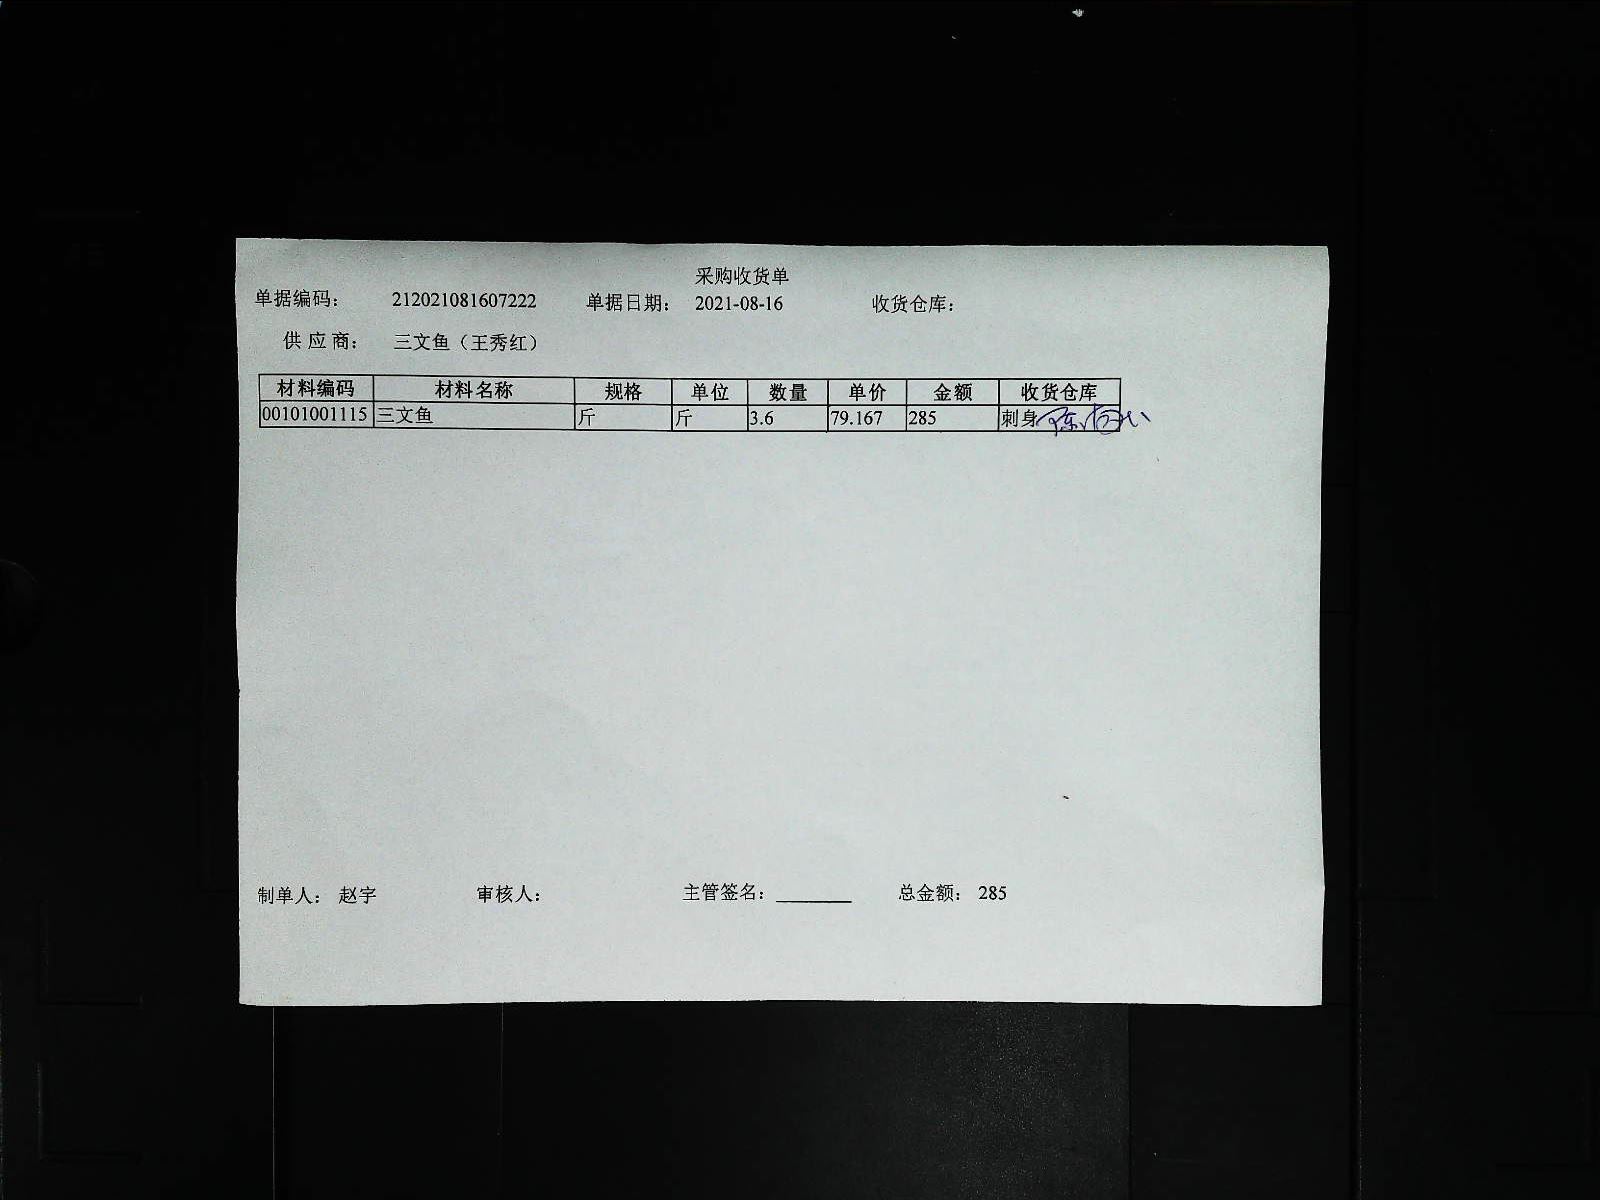 采购收货单
单据编码： 212021081607222 单据日期： 2021-08-16 收货仓库：
供应商： 三文鱼（王秀红）
材料编码 材料名称 规格 单位 数量 单价 金额 收货仓库
00101001115 三文鱼 斤 斤 3.6 79.167 285 刺身
制单人： 赵宇 审核人： 主管签名：________ 总金额： 285